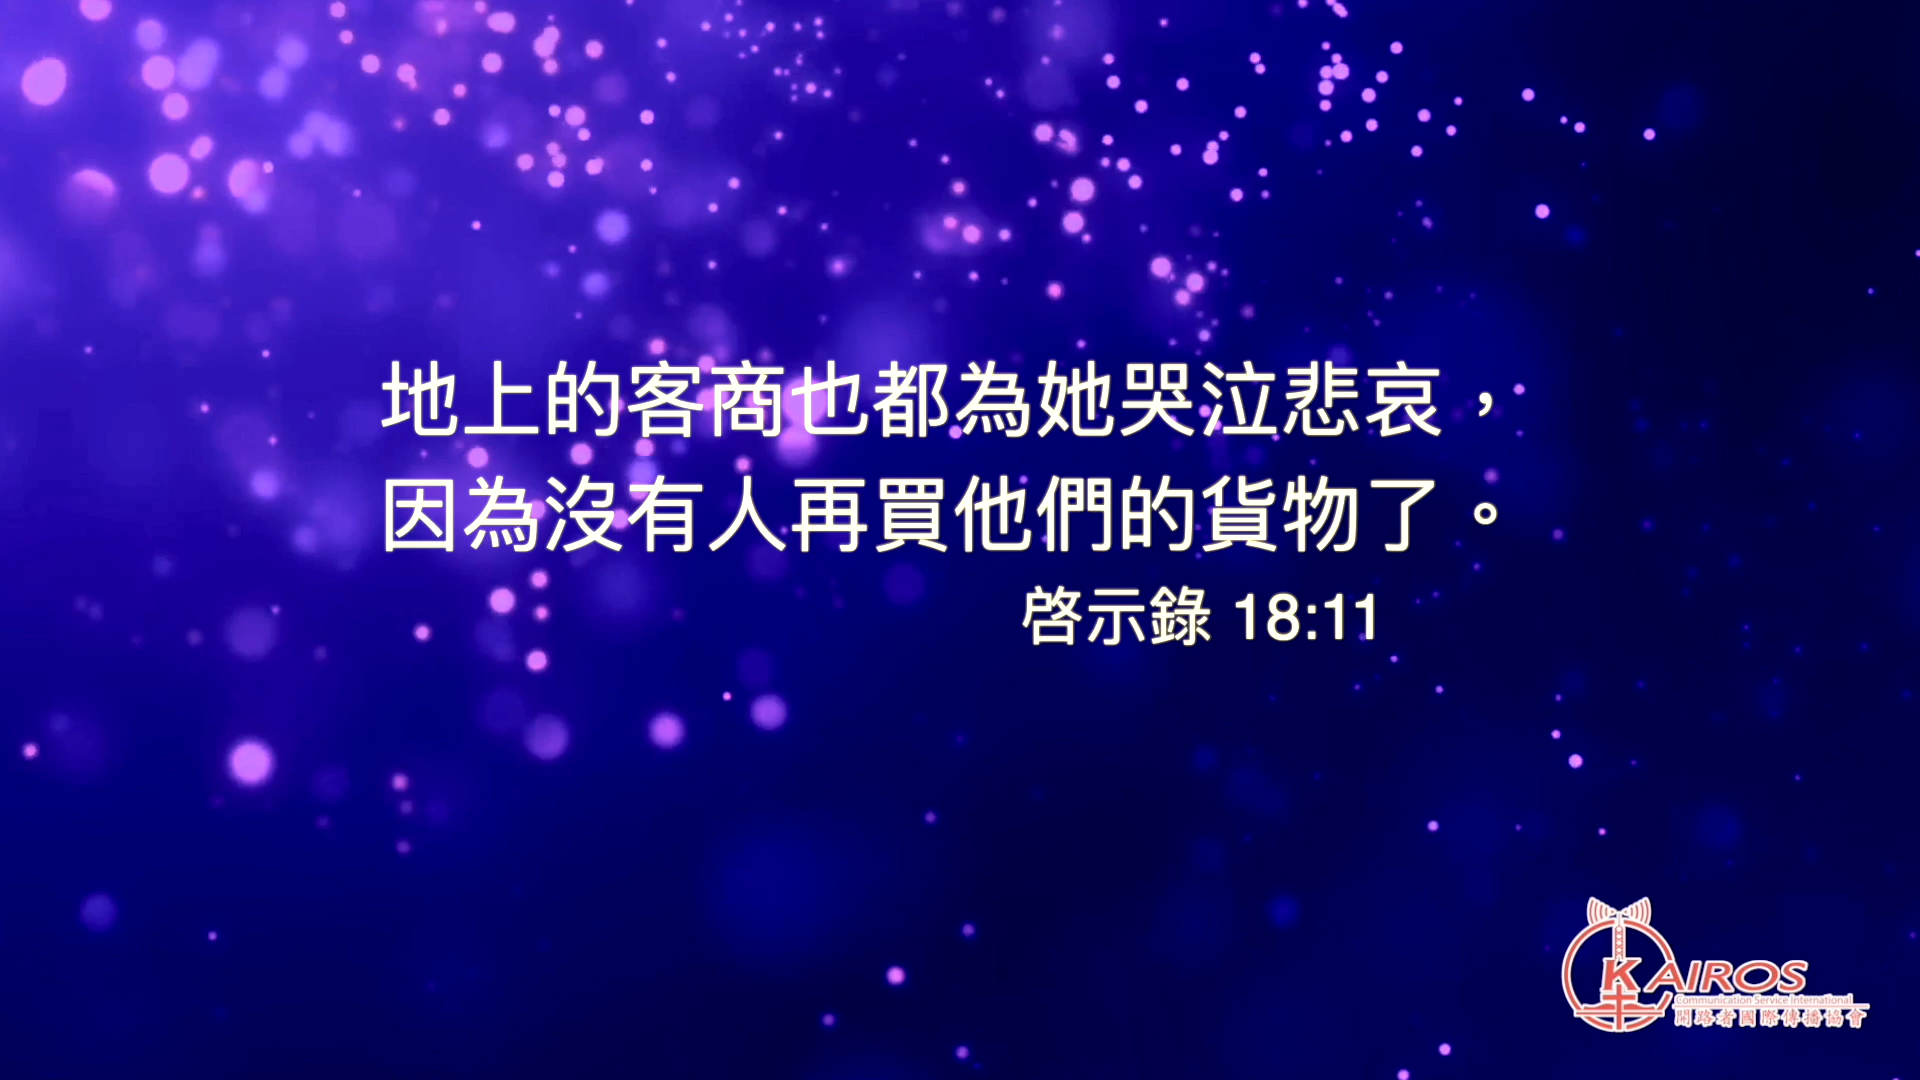 地上的客商也都為她哭泣悲哀，
因為沒有人再買他們的貨物了。
啓示錄 18:11
KAIROS
Communication Service International
開路者國際傳播協會